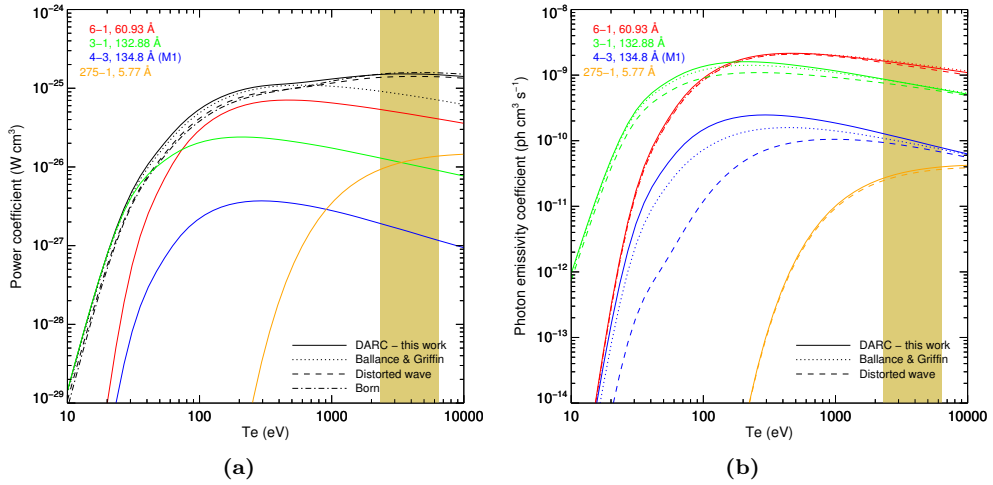 6−1, 60.93 Å
3−1, 132.88 Å
4−3, 134.8 Å (M1)
275−1, 5.77 Å
10⁻²⁴
10⁻²⁵
10⁻²⁶
10⁻²⁷
10⁻²⁸
10⁻²⁹
Power coefficient (W cm³)
DARC − this work
Ballance & Griffin
Distorted wave
Born
10 100 1000 10000
Te (eV)
(a)
6−1, 60.93 Å
3−1, 132.88 Å
4−3, 134.8 Å (M1)
275−1, 5.77 Å
10⁻⁸
10⁻⁹
10⁻¹⁰
10⁻¹¹
10⁻¹²
10⁻¹³
10⁻¹⁴
Photon emissivity coefficient (ph cm³ s⁻¹)
DARC − this work
Ballance & Griffin
Distorted wave
10 100 1000 10000
Te (eV)
(b)